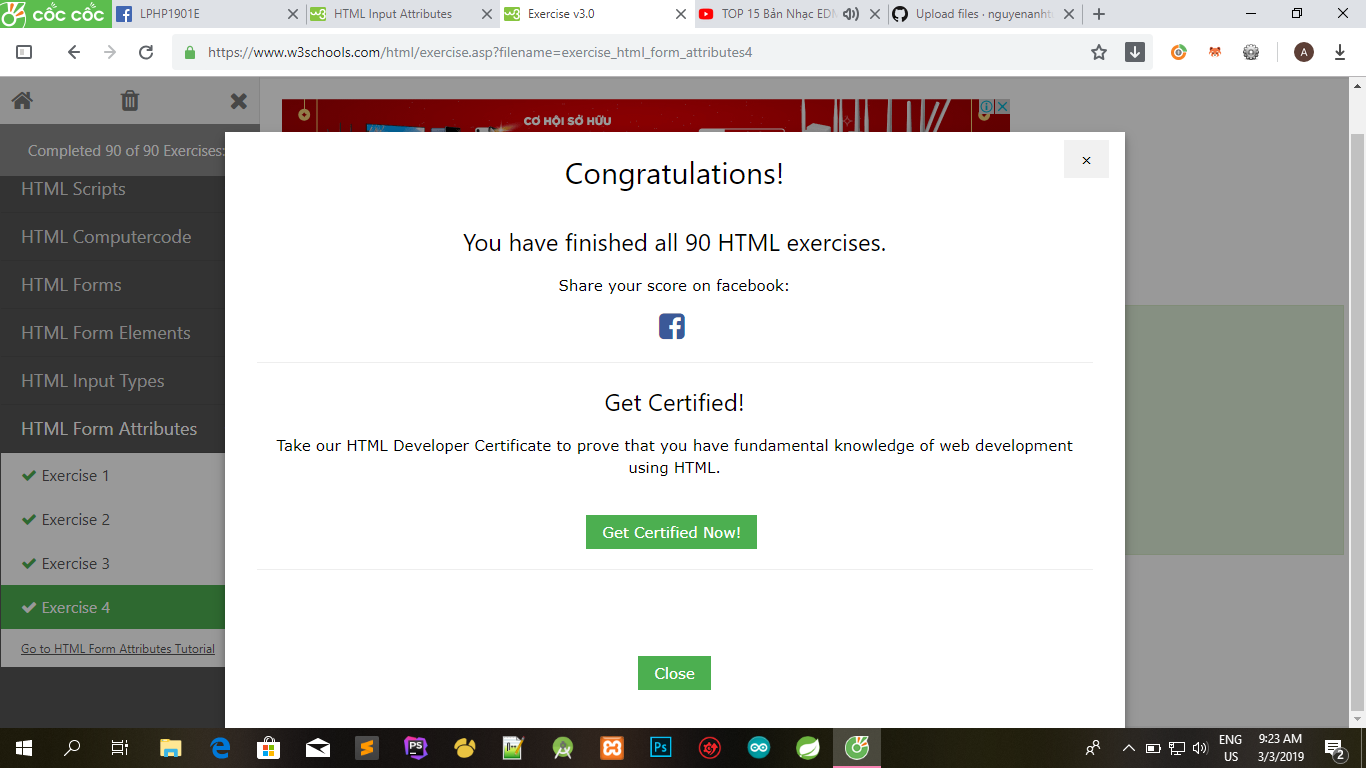 cốc cốc
LPHP1901E
HTML Input Attributes
Exercise v3.0
TOP 15 Bản Nhạc EDM
Upload files · nguyenanht
https://www.w3schools.com/html/exercise.asp?filename=exercise_html_form_attributes4
A
CƠ HỘI SỞ HỮU
Completed 90 of 90 Exercises:
HTML Scripts
HTML Computercode
HTML Forms
HTML Form Elements
HTML Input Types
HTML Form Attributes
Exercise 1
Exercise 2
Exercise 3
Exercise 4
Go to HTML Form Attributes Tutorial
×
Congratulations!
You have finished all 90 HTML exercises.
Share your score on facebook:
Get Certified!
Take our HTML Developer Certificate to prove that you have fundamental knowledge of web development
using HTML.
Get Certified Now!
Close
PS
Ps
ENG
US
9:23 AM
3/3/2019
2